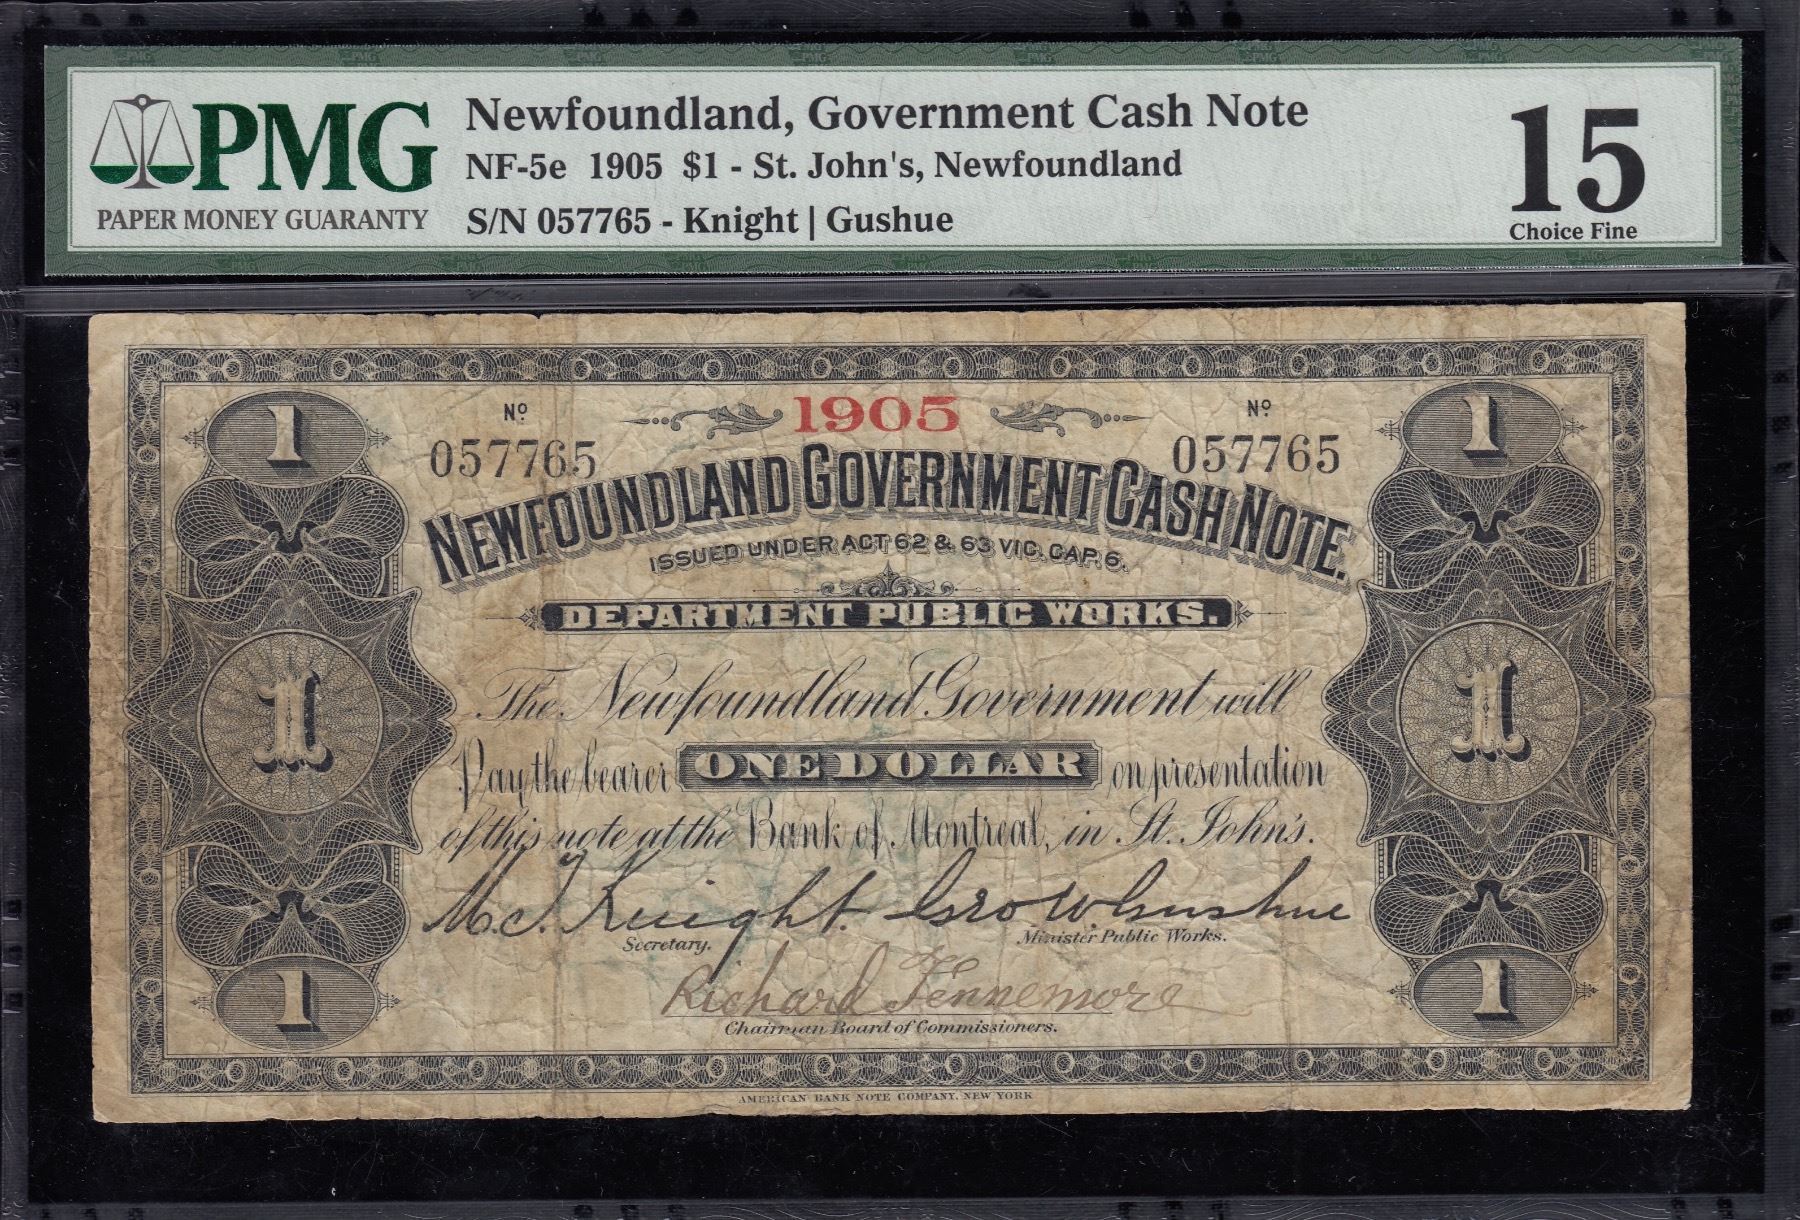 PMG
PAPER MONEY GUARANTY
Newfoundland, Government Cash Note
NF-5e 1905 $1 - St. John's, Newfoundland
S/N 057765 - Knight | Gushue
15
Choice Fine
1 No 1905 No 1
057765 057765
NEWFOUNDLAND GOVERNMENT CASH NOTE.
ISSUED UNDER ACT 62 & 63 VIC. CAP. 6.
DEPARTMENT PUBLIC WORKS.
The Newfoundland Government will
1 Pay the bearer ONE DOLLAR on presentation 1
of this note at the Bank of Montreal, in St. John's.
M.C. Knight. Geo W Gushue
Secretary. Minister Public Works.
1 Richard Fennemore 1
Chairman Board of Commissioners.
AMERICAN BANK NOTE COMPANY, NEW YORK